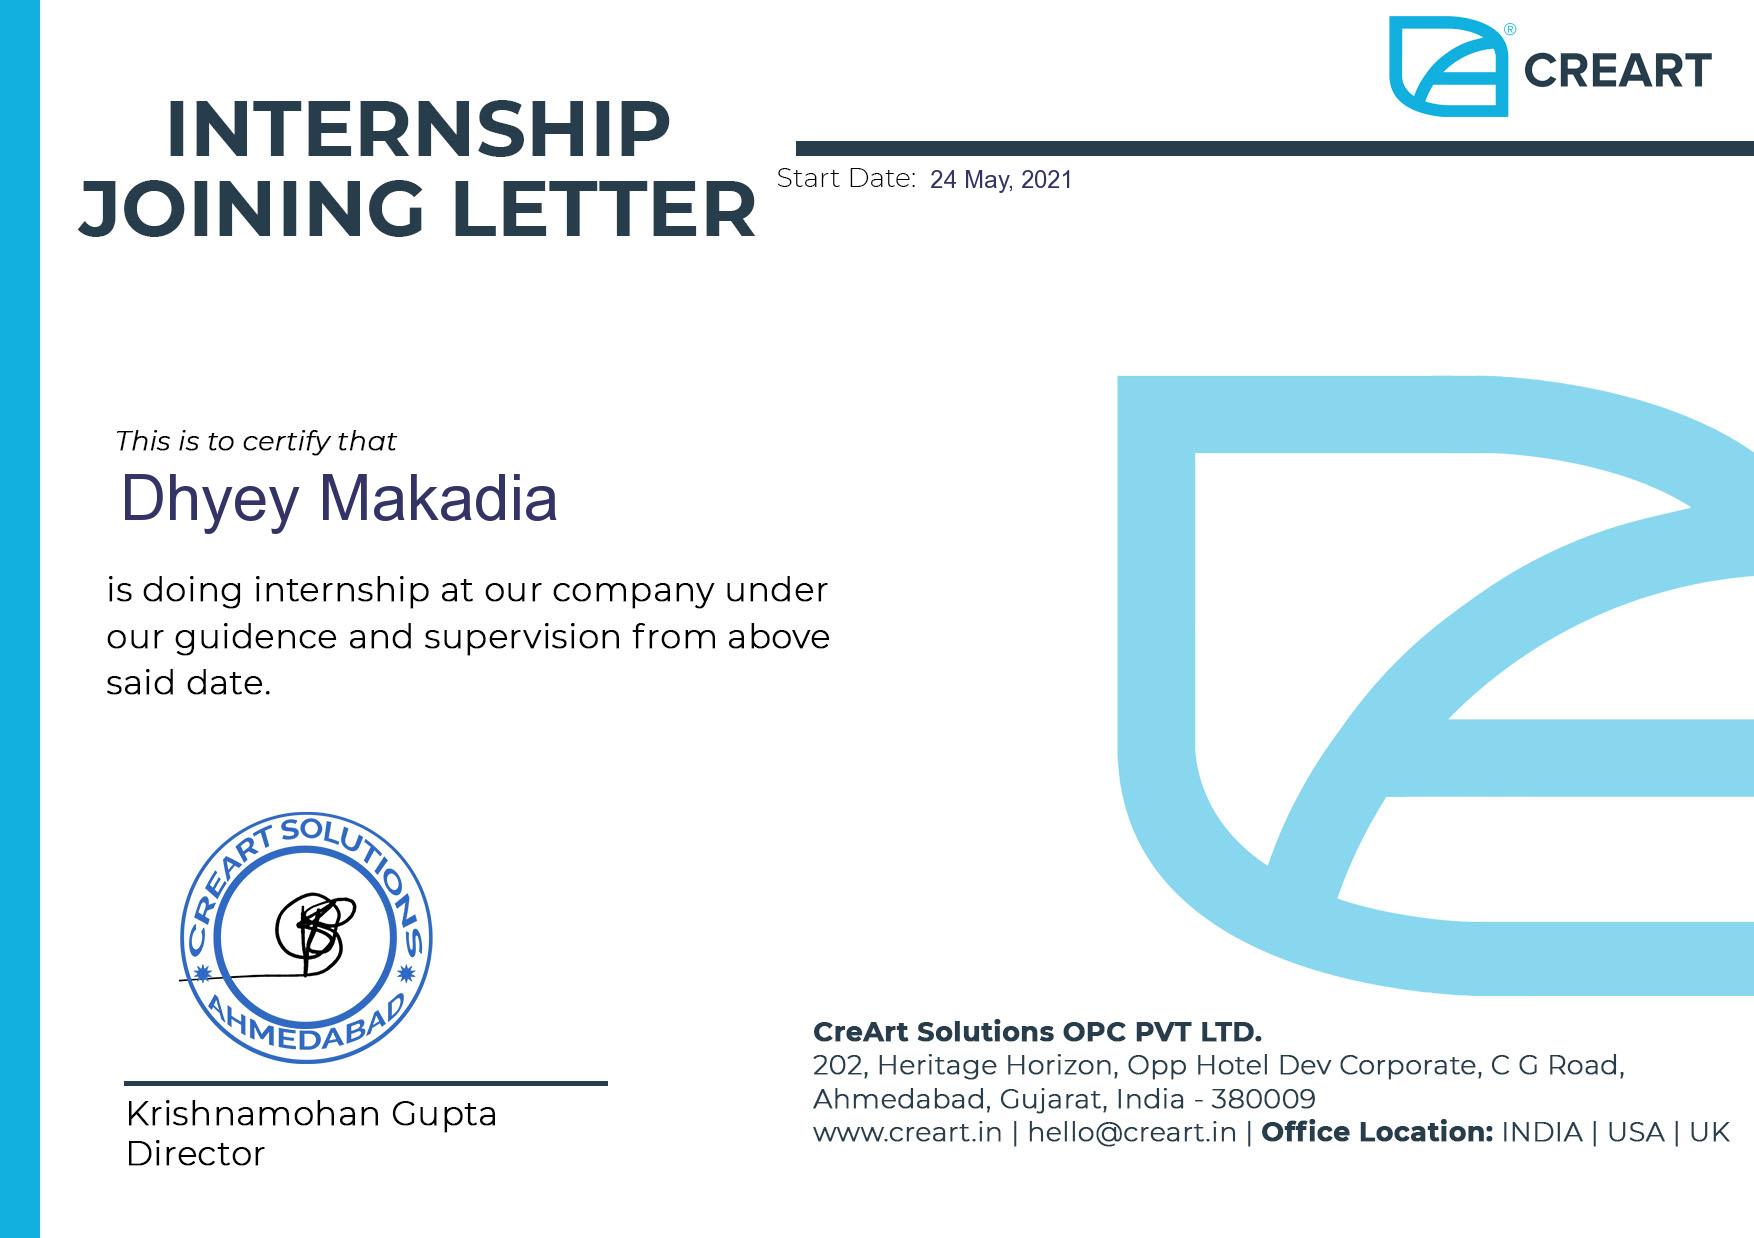 ® CREART
INTERNSHIP
JOINING LETTER
Start Date: 24 May, 2021
This is to certify that
Dhyey Makadia
is doing internship at our company under
our guidence and supervision from above
said date.
CREART SOLUTIONS
AHMEDABAD
Krishnamohan Gupta
Director
CreArt Solutions OPC PVT LTD.
202, Heritage Horizon, Opp Hotel Dev Corporate, C G Road,
Ahmedabad, Gujarat, India - 380009
www.creart.in | hello@creart.in | Office Location: INDIA | USA | UK